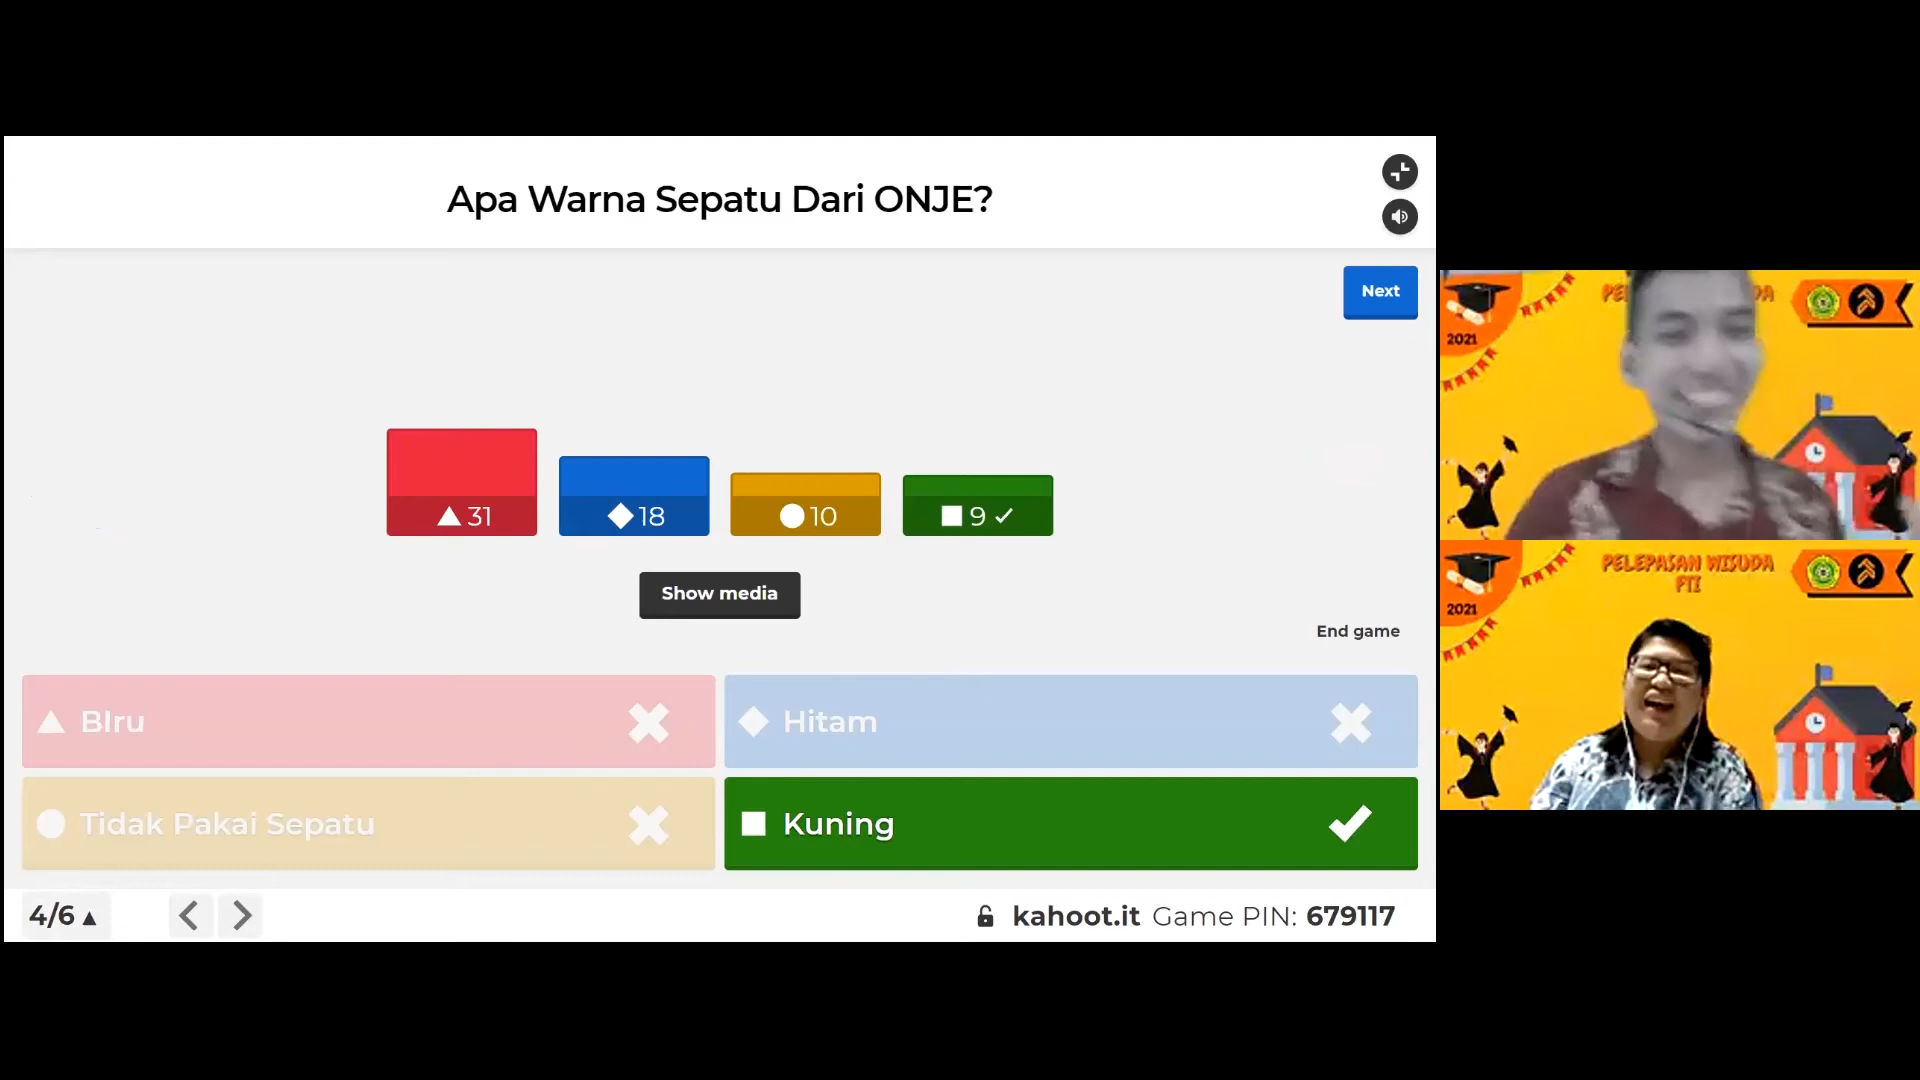 Apa Warna Sepatu Dari ONJE?
Next
31
18
10
9
Show media
End game
BIru
Hitam
Tidak Pakai Sepatu
Kuning
4/6
kahoot.it Game PIN: 679117
2021
PELEPASAN WISUDA
FTI
2021